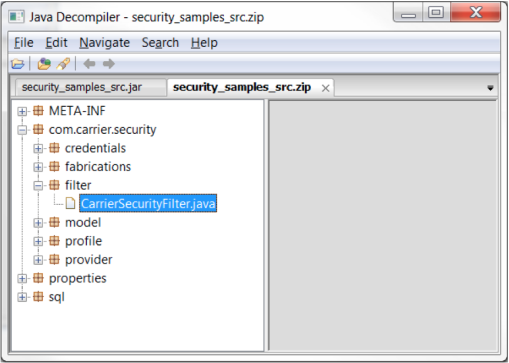 Java Decompiler - security_samples_src.zip
File Edit Navigate Search Help
security_samples_src.jar security_samples_src.zip
META-INF
com.carrier.security
credentials
fabrications
filter
CarrierSecurityFilter.java
model
profile
provider
properties
sql